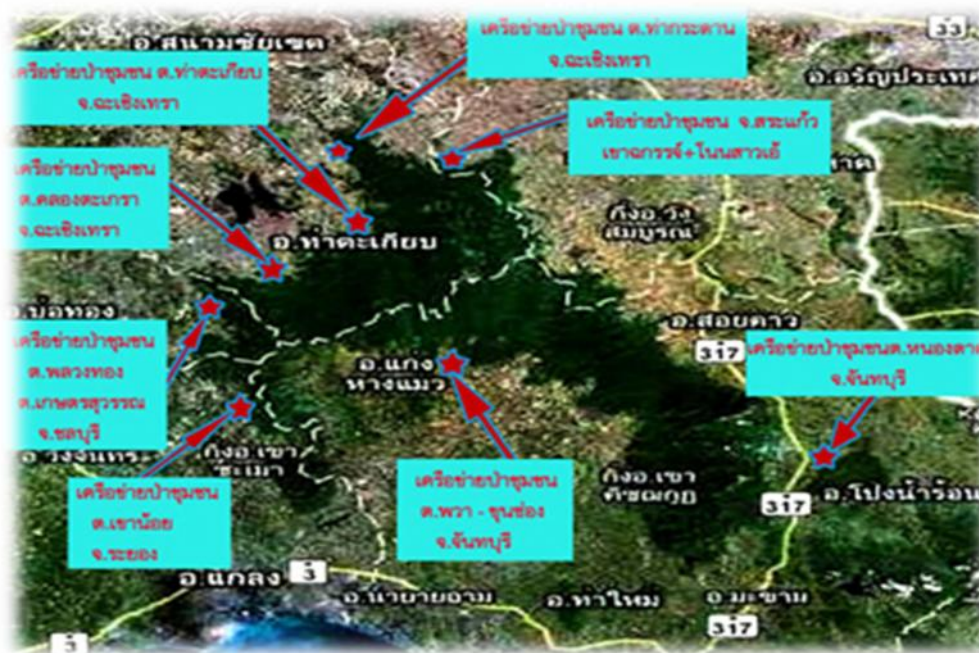 อ.สนามชัยเขต
เครือข่ายป่าชุมชน ต.ท่ากระดาน
จ.ฉะเชิงเทรา
33
อ.อรัญประเทศ
เครือข่ายป่าชุมชน ต.ท่าตะเกียบ
จ.ฉะเชิงเทรา
เครือข่ายป่าชุมชน จ.สระแก้ว
เขาฉกรรจ์+โนนสาวเอ้
เครือข่ายป่าชุมชน
ต.คลองตะเกรา
จ.ฉะเชิงเทรา
กิ่งอ.วัง
สมบูรณ์
อ.ท่าตะเกียบ
อ.บ่อทอง
อ.สอยดาว
317
เครือข่ายป่าชุมชน
ต.พลวงทอง
ต.เกษตรสุวรรณ
จ.ชลบุรี
อ.แก่ง
หางแมว
เครือข่ายป่าชุมชนต.หนองตาค
จ.จันทบุรี
อ.วังจันทร์
กิ่งอ.เขา
ชะเมา
เครือข่ายป่าชุมชน
ต.เขาน้อย
จ.ระยอง
เครือข่ายป่าชุมชน
ต.พวา - ขุนซ่อง
จ.จันทบุรี
กิ่งอ.เขา
คิชฌกูฏ
317
อ.โป่งน้ำร้อน
อ.แกลง
3
อ.นายายอาม
อ.ท่าใหม่
อ.มะขาม
317
3